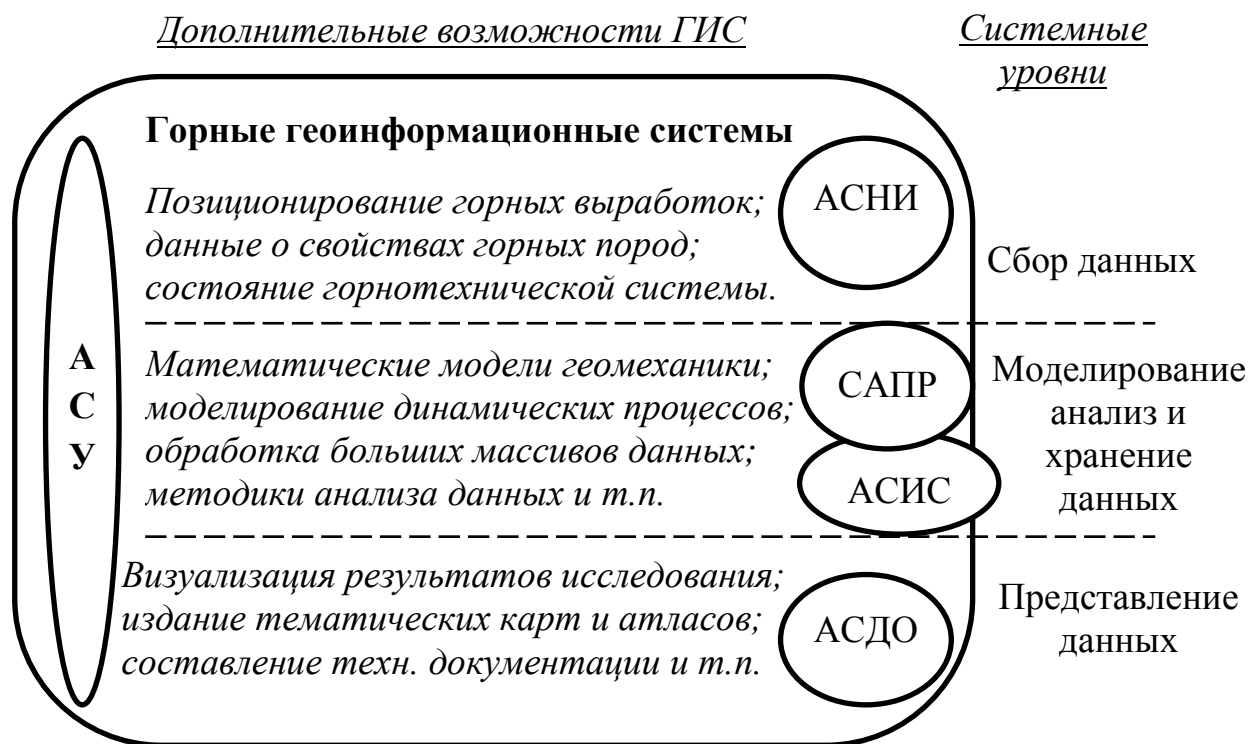 Дополнительные возможности ГИС
Системные
уровни
Горные геоинформационные системы
Позиционирование горных выработок;
данные о свойствах горных пород;
состояние горнотехнической системы.
АСНИ
Сбор данных
А
С
У
Математические модели геомеханики;
моделирование динамических процессов;
обработка больших массивов данных;
методики анализа данных и т.п.
САПР
АСИС
Моделирование
анализ и
хранение
данных
Визуализация результатов исследования;
издание тематических карт и атласов;
составление техн. документации и т.п.
АСДО
Представление
данных